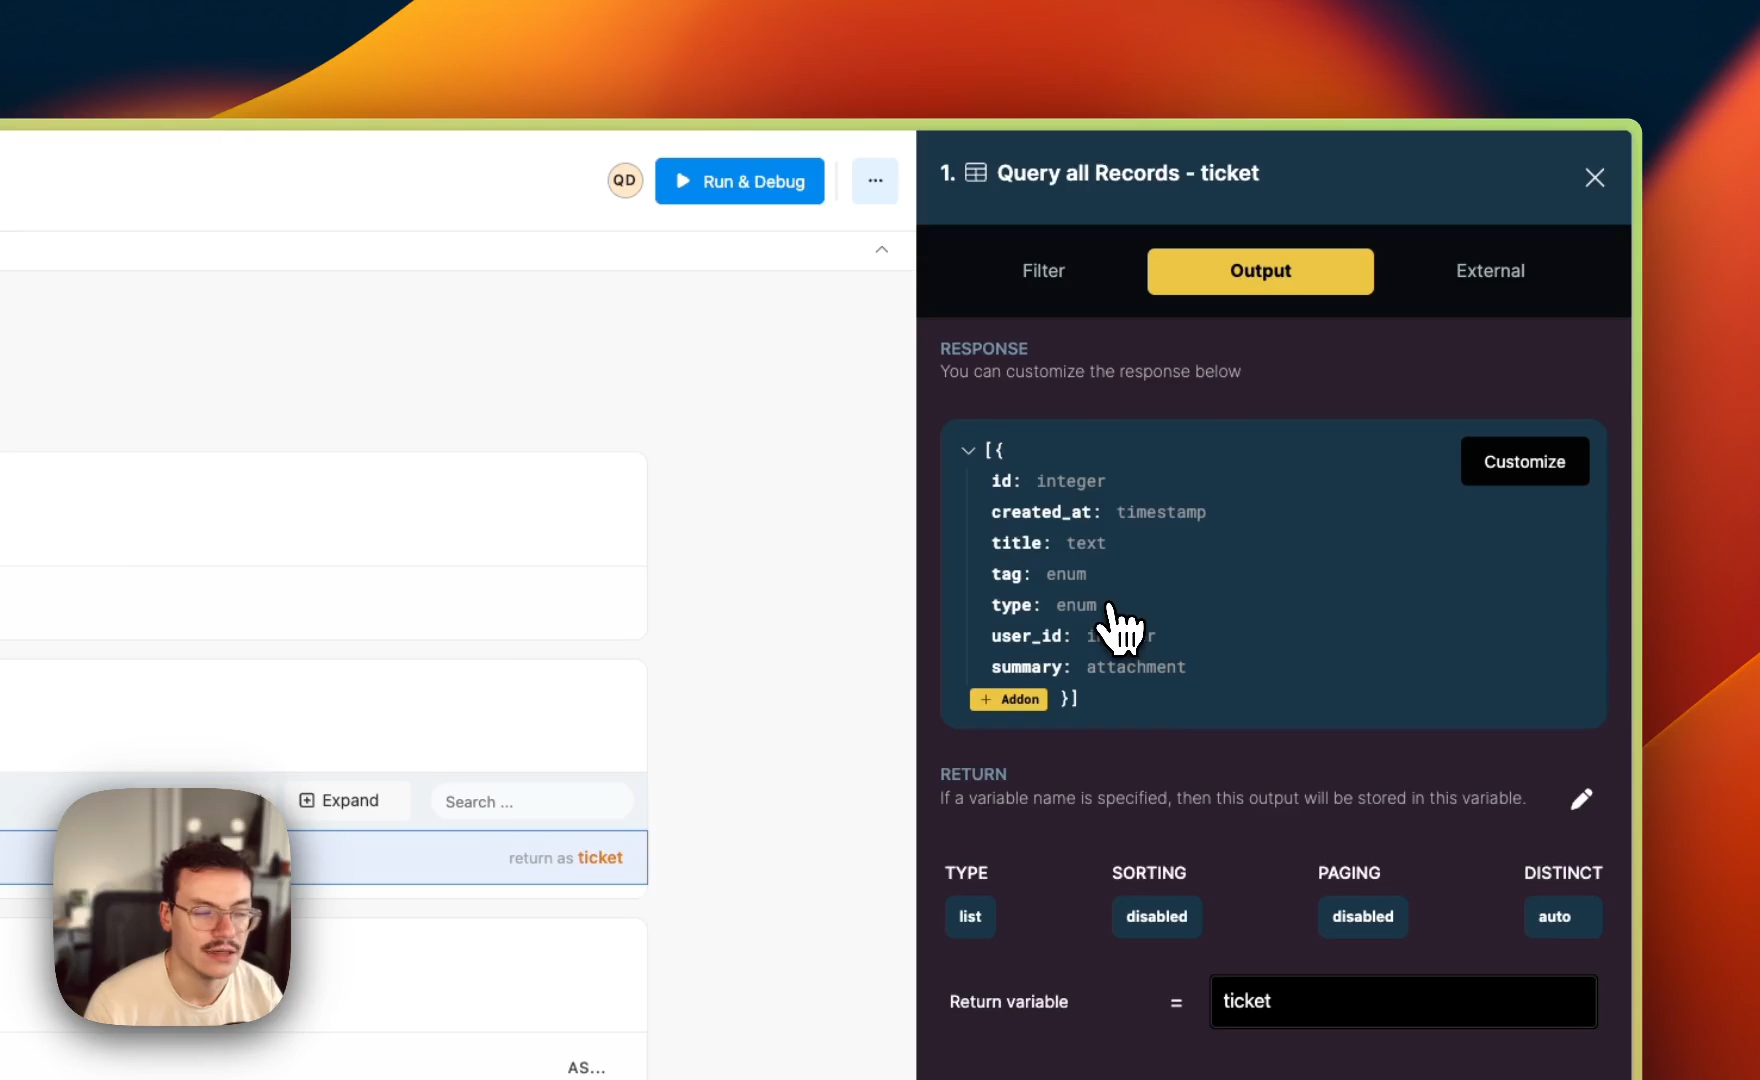 QD
Run & Debug
...
1. Query all Records - ticket
Filter
Output
External
RESPONSE
You can customize the response below
[{
Customize
id: integer
created_at: timestamp
title: text
tag: enum
type: enum
user_id:
summary: attachment
+ Addon }]
RETURN
If a variable name is specified, then this output will be stored in this variable.
Expand
Search ...
return as ticket
TYPE
SORTING
PAGING
DISTINCT
list
disabled
disabled
auto
Return variable
=
ticket
AS...